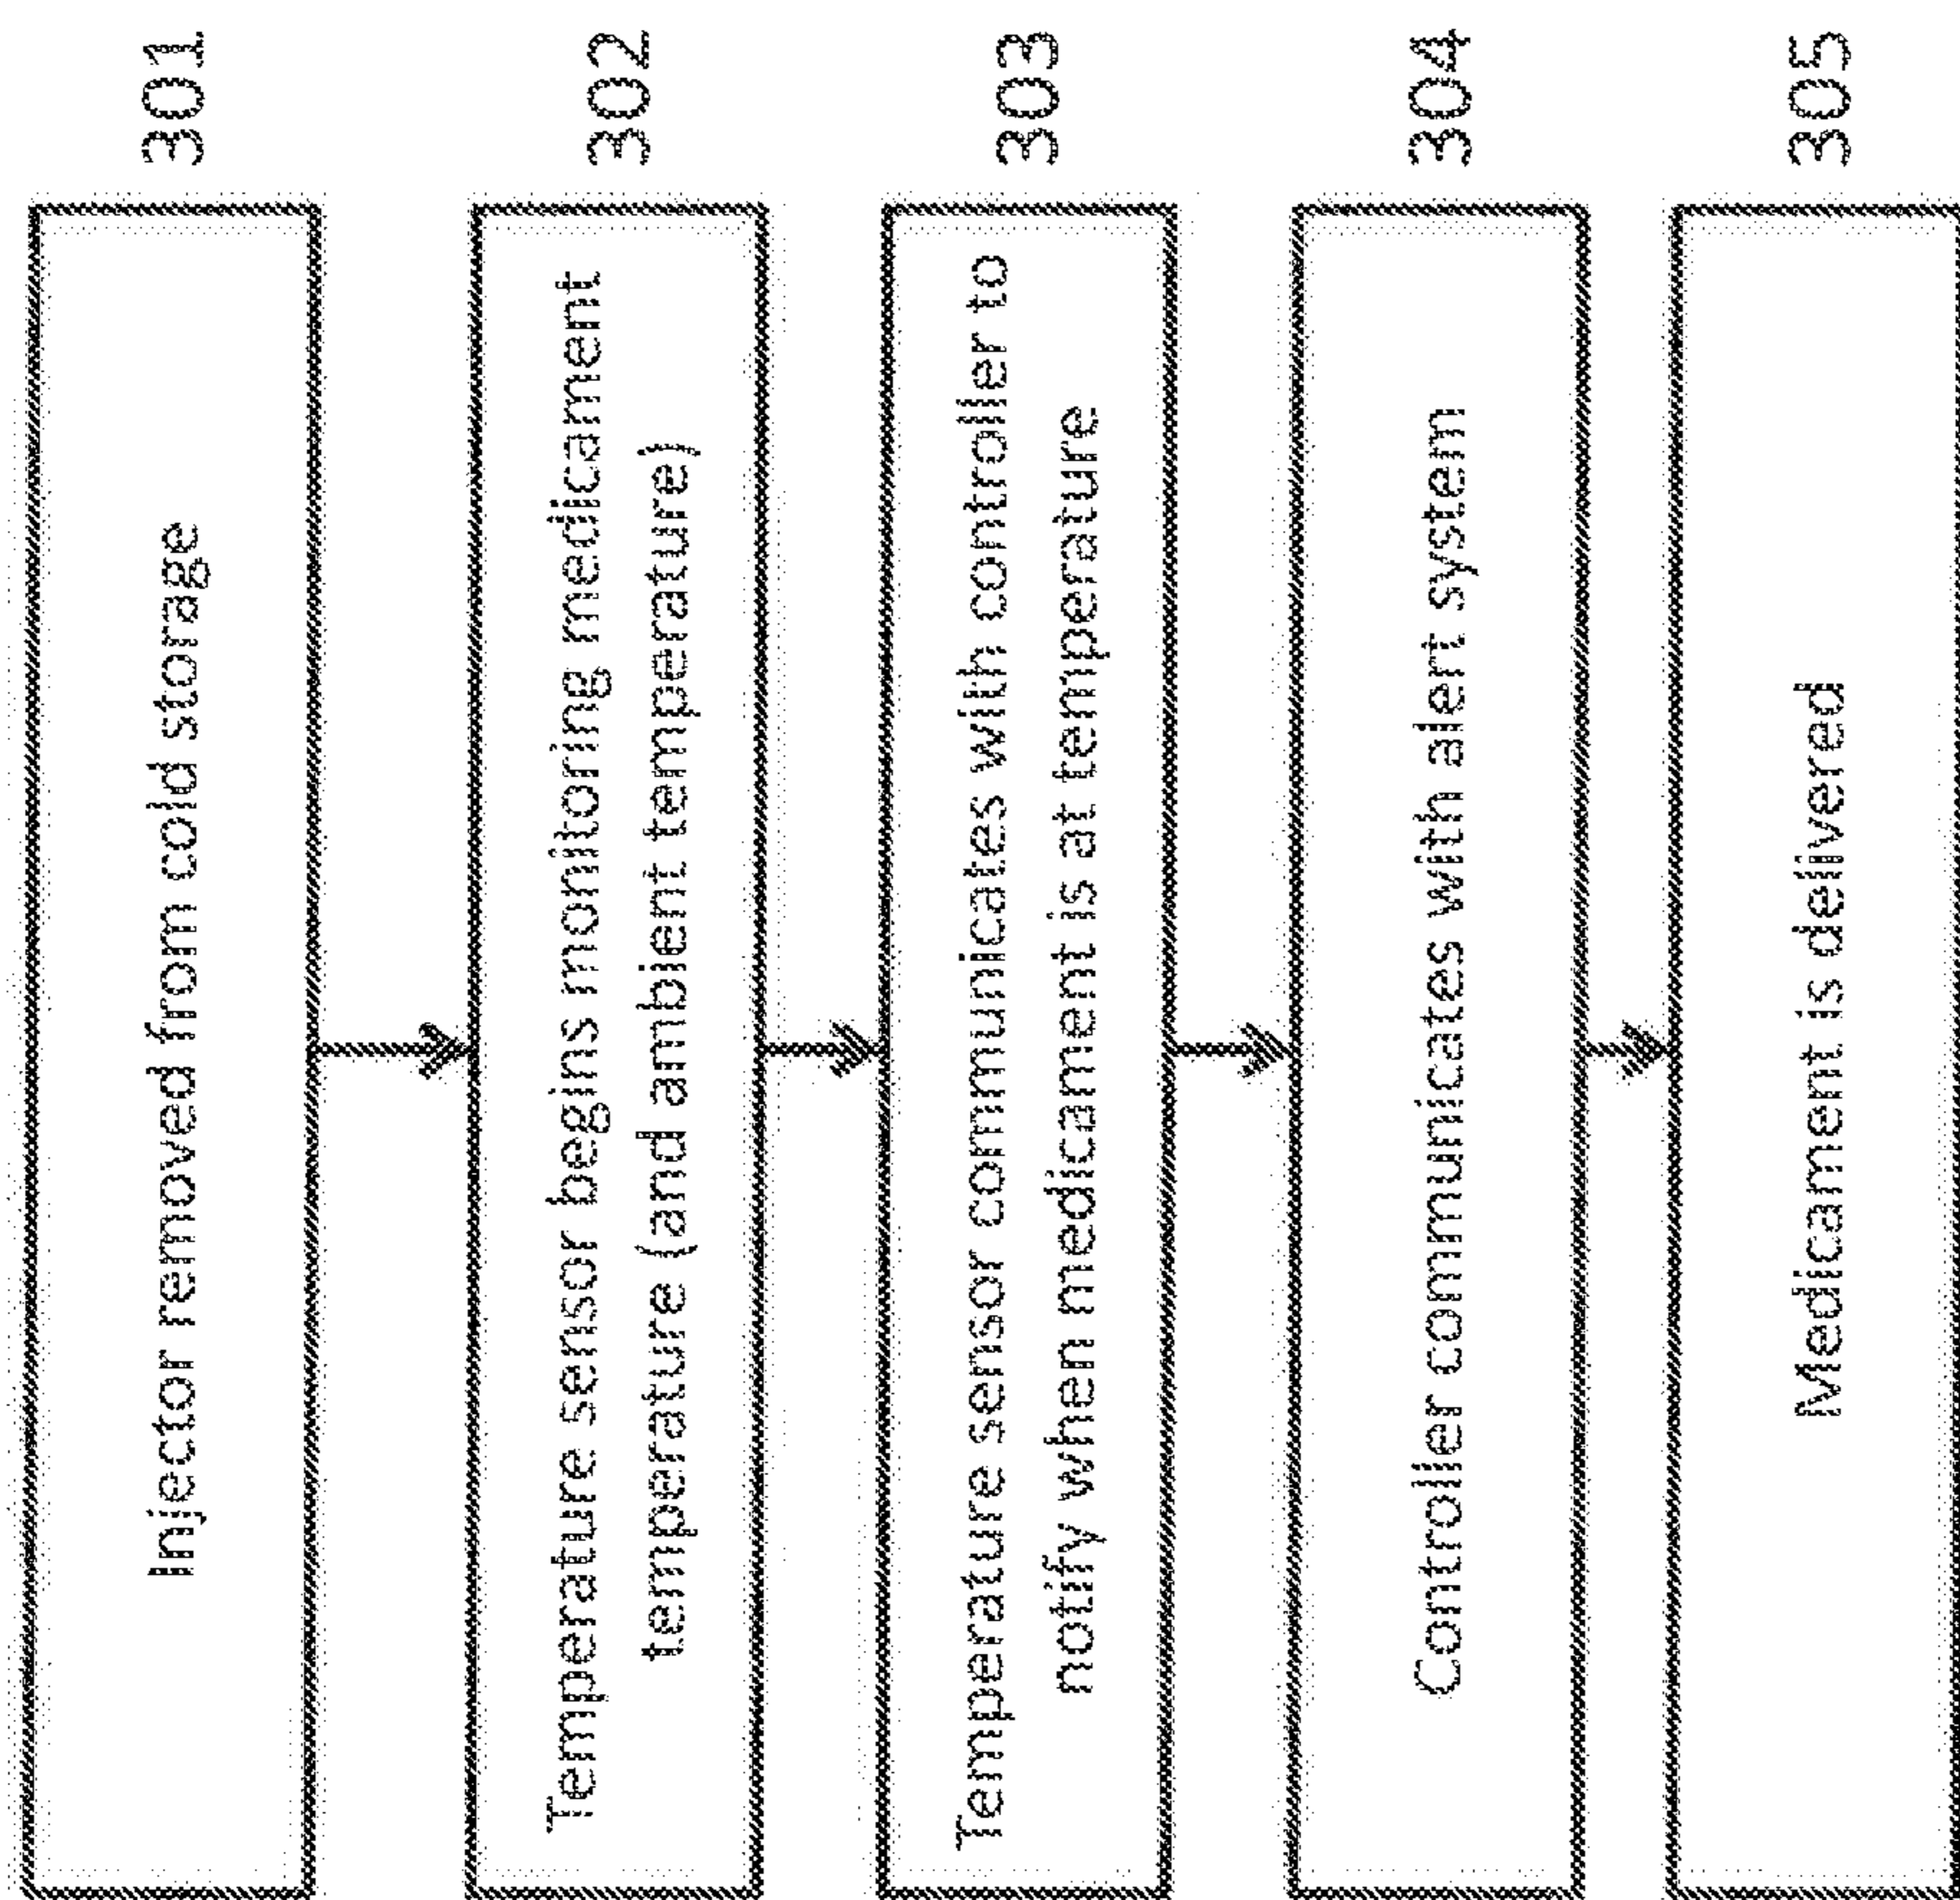 Injector removed from cold storage
301
Temperature sensor begins monitoring medicament
temperature (and ambient temperature)
302
Temperature sensor communicates with controller to
notify when medicament is at temperature
303
Controller communicates with alert system
304
Medicament is delivered
305